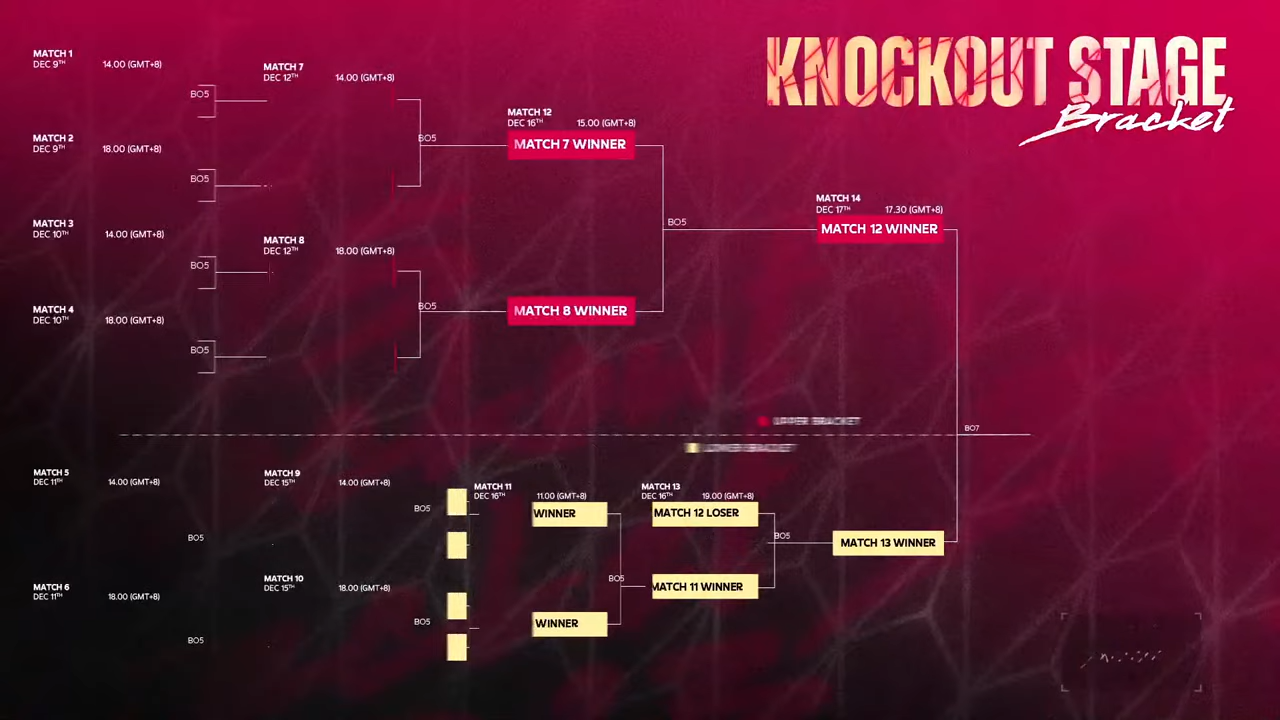 KNOCKOUT STAGE
Bracket
MATCH 1
DEC 9TH 14.00 (GMT+8)
BO5
MATCH 2
DEC 9TH 18.00 (GMT+8)
BO5
MATCH 3
DEC 10TH 14.00 (GMT+8)
BO5
MATCH 4
DEC 10TH 18.00 (GMT+8)
BO5
MATCH 7
DEC 12TH 14.00 (GMT+8)
BO5
MATCH 8
DEC 12TH 18.00 (GMT+8)
BO5
MATCH 12
DEC 16TH 15.00 (GMT+8)
MATCH 7 WINNER
BO5
MATCH 8 WINNER
MATCH 14
DEC 17TH 17.30 (GMT+8)
MATCH 12 WINNER
UPPER BRACKET
LOWER BRACKET
BO7
MATCH 5
DEC 11TH 14.00 (GMT+8)
BO5
MATCH 6
DEC 11TH 18.00 (GMT+8)
BO5
MATCH 9
DEC 15TH 14.00 (GMT+8)
BO5
MATCH 10
DEC 15TH 18.00 (GMT+8)
BO5
MATCH 11
DEC 16TH 11.00 (GMT+8)
WINNER
BO5
WINNER
MATCH 13
DEC 16TH 19.00 (GMT+8)
MATCH 12 LOSER
BO5
MATCH 11 WINNER
MATCH 13 WINNER